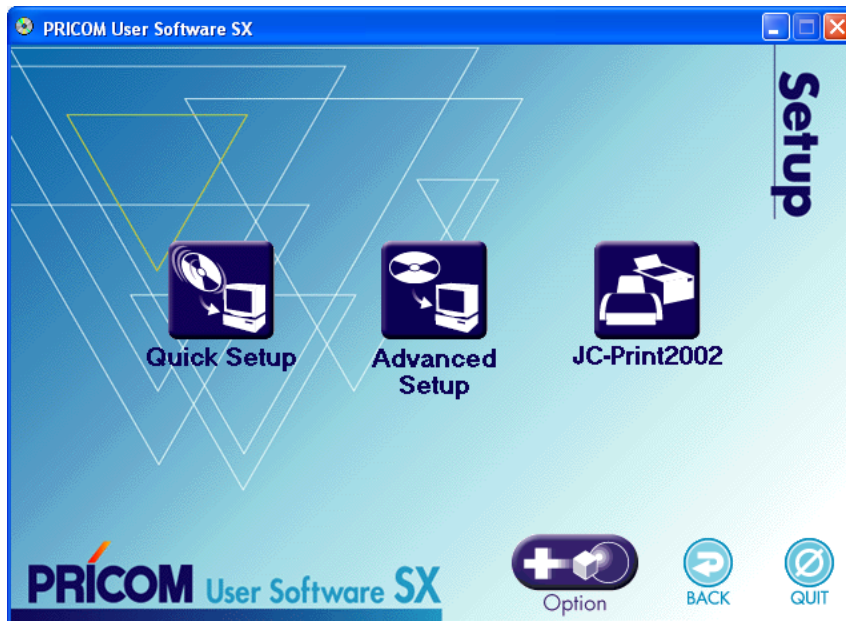 PRICOM User Software SX
Setup
Quick Setup
Advanced
Setup
JC-Print2002
PRICOM User Software SX
Option
BACK
QUIT